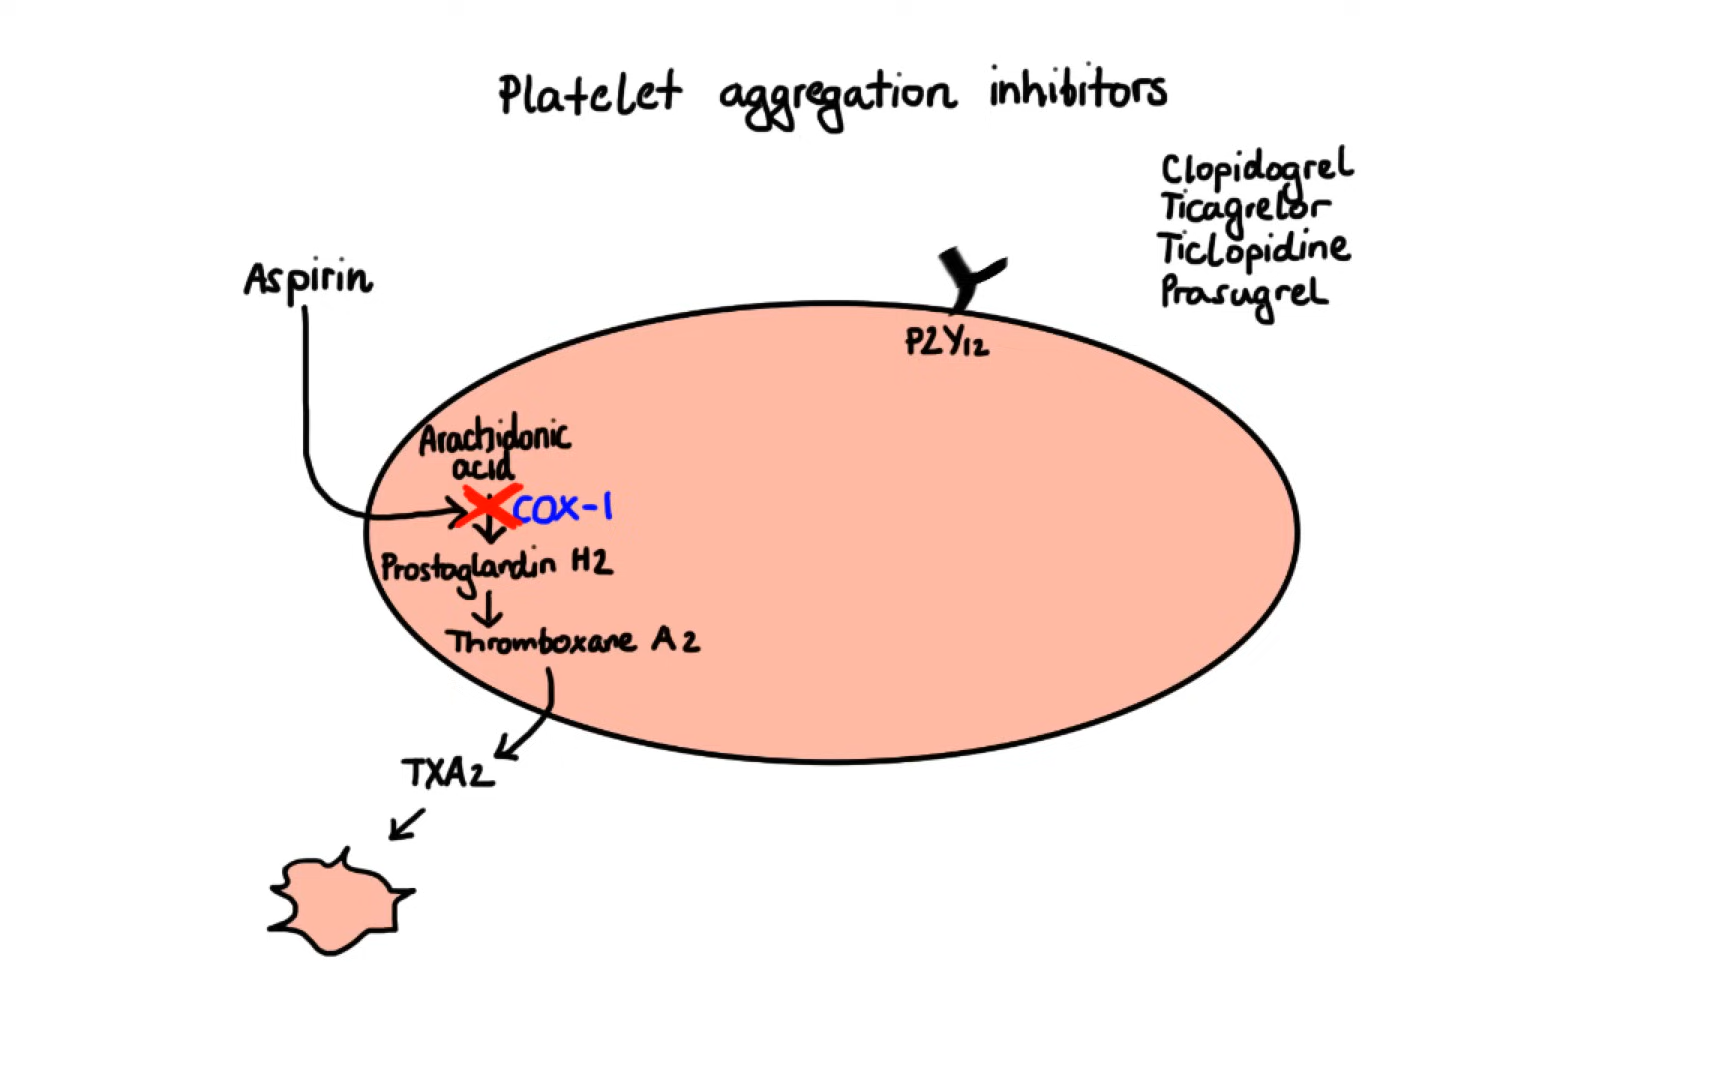 Platelet aggregation inhibitors
Clopidogrel
Ticagrelor
Ticlopidine
Prasugrel
Aspirin
P2Y12
Arachidonic
acid
COX-1
Prostaglandin H2
Thromboxane A2
TXA2